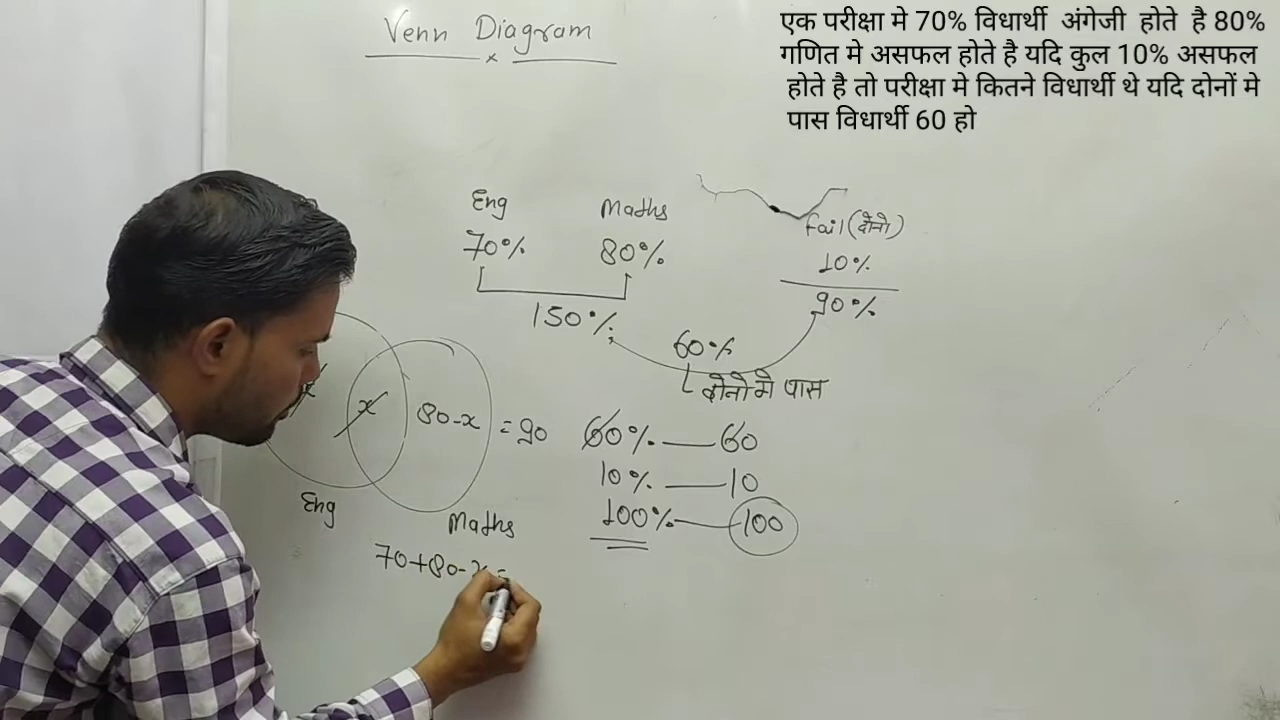 Venn Diagram
एक परीक्षा मे 70% विधार्थी अंगेजी होते है 80%
गणित मे असफल होते है यदि कुल 10% असफल
होते है तो परीक्षा मे कितने विधार्थी थे यदि दोनों मे
पास विधार्थी 60 हो
Eng Maths fail (दोनो)
70% 80% 10%
150% 90%
60%
दोनो मे पास
x 80-x = 90
60% — 60
10% — 10
100% — 100
Eng
Maths
70+80-x =